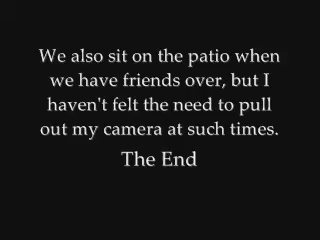 We also sit on the patio when
we have friends over, but I
haven't felt the need to pull
out my camera at such times.
The End